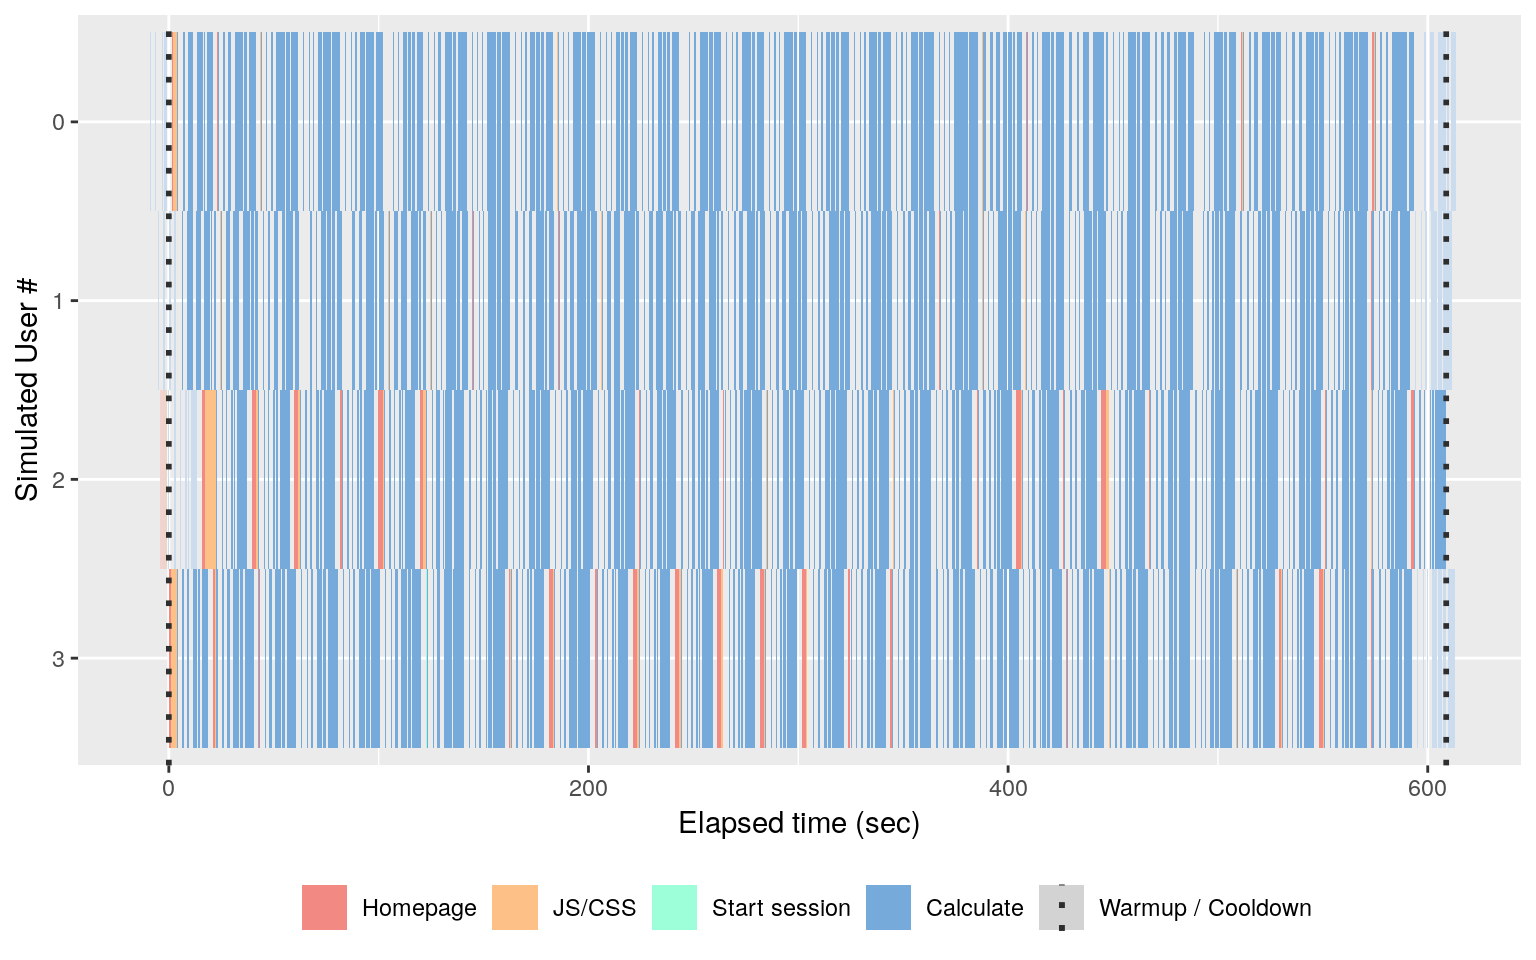 Simulated User #
0
1
2
3
0 200 400 600
Elapsed time (sec)
Homepage JS/CSS Start session Calculate Warmup / Cooldown